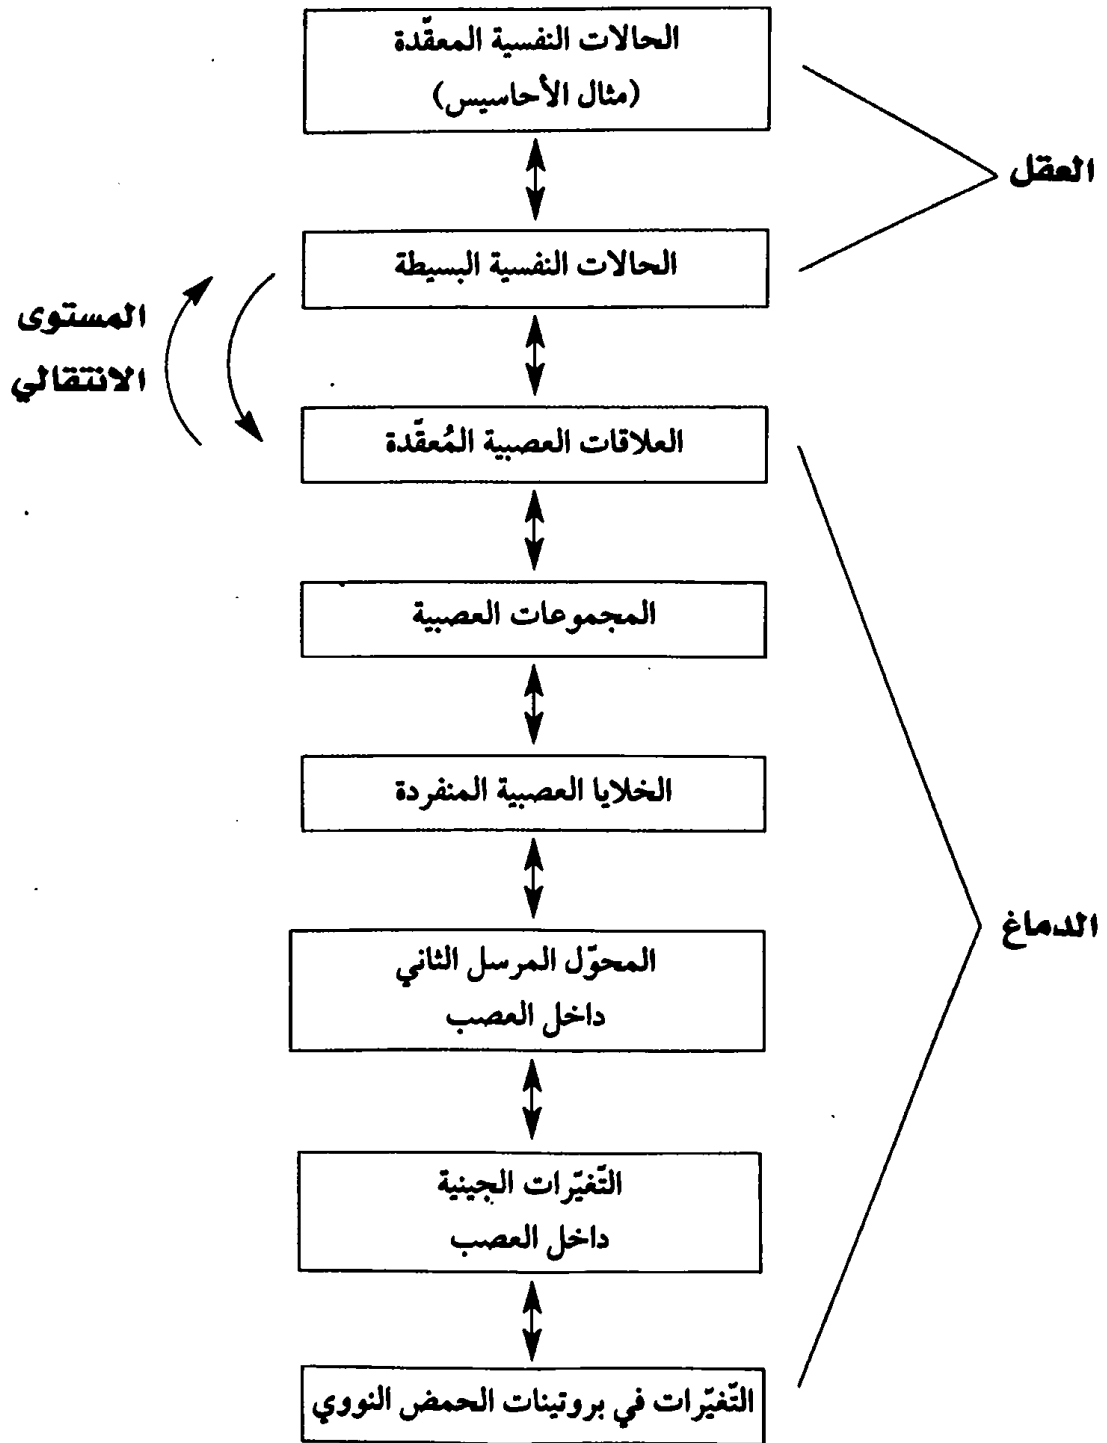 الحالات النفسية المعقّدة
(مثال الأحاسيس)
العقل
الحالات النفسية البسيطة
المستوى
الانتقالي
العلاقات العصبية المُعقّدة
المجموعات العصبية
الخلايا العصبية المنفردة
الدماغ
المحوّل المرسل الثاني
داخل العصب
التّغيّرات الجينية
داخل العصب
التّغيّرات في بروتينات الحمض النووي